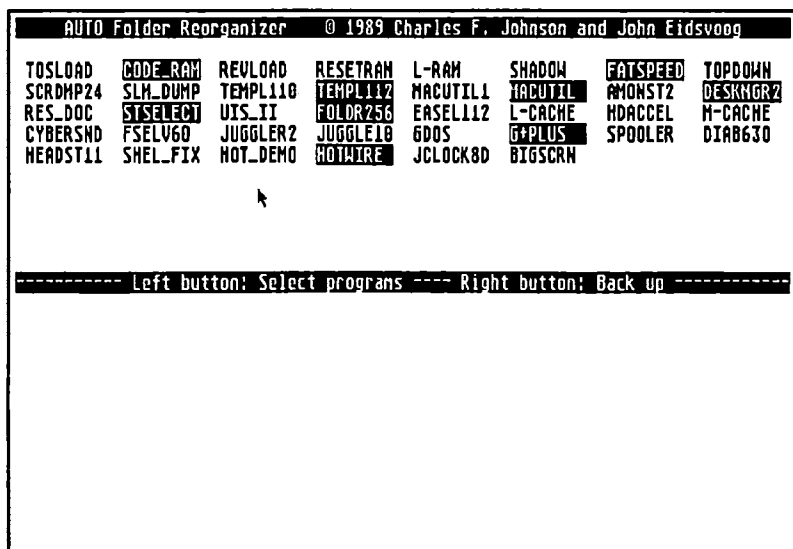 AUTO Folder Reorganizer © 1989 Charles F. Johnson and John Eidsvoog
TOSLOAD CODE_RAM REVLOAD RESETRAM L-RAM SHADOW FATSPEED TOPDOWN
SCRDMP24 SLM_DUMP TEMPL110 TEMPL112 MACUTIL1 MACUTIL AMONST2 DESKMGR2
RES_DOC STSELECT UIS_II FOLDR256 EASEL112 L-CACHE HDACCEL M-CACHE
CYBERSND FSELV60 JUGGLER2 JUGGLE18 GDOS G+PLUS SPOOLER DIAB630
HEADST11 SHEL_FIX HOT_DEMO HOTWIRE JCLOCK8D BIGSCRN
----------- Left button: Select programs ---- Right button: Back up ------------